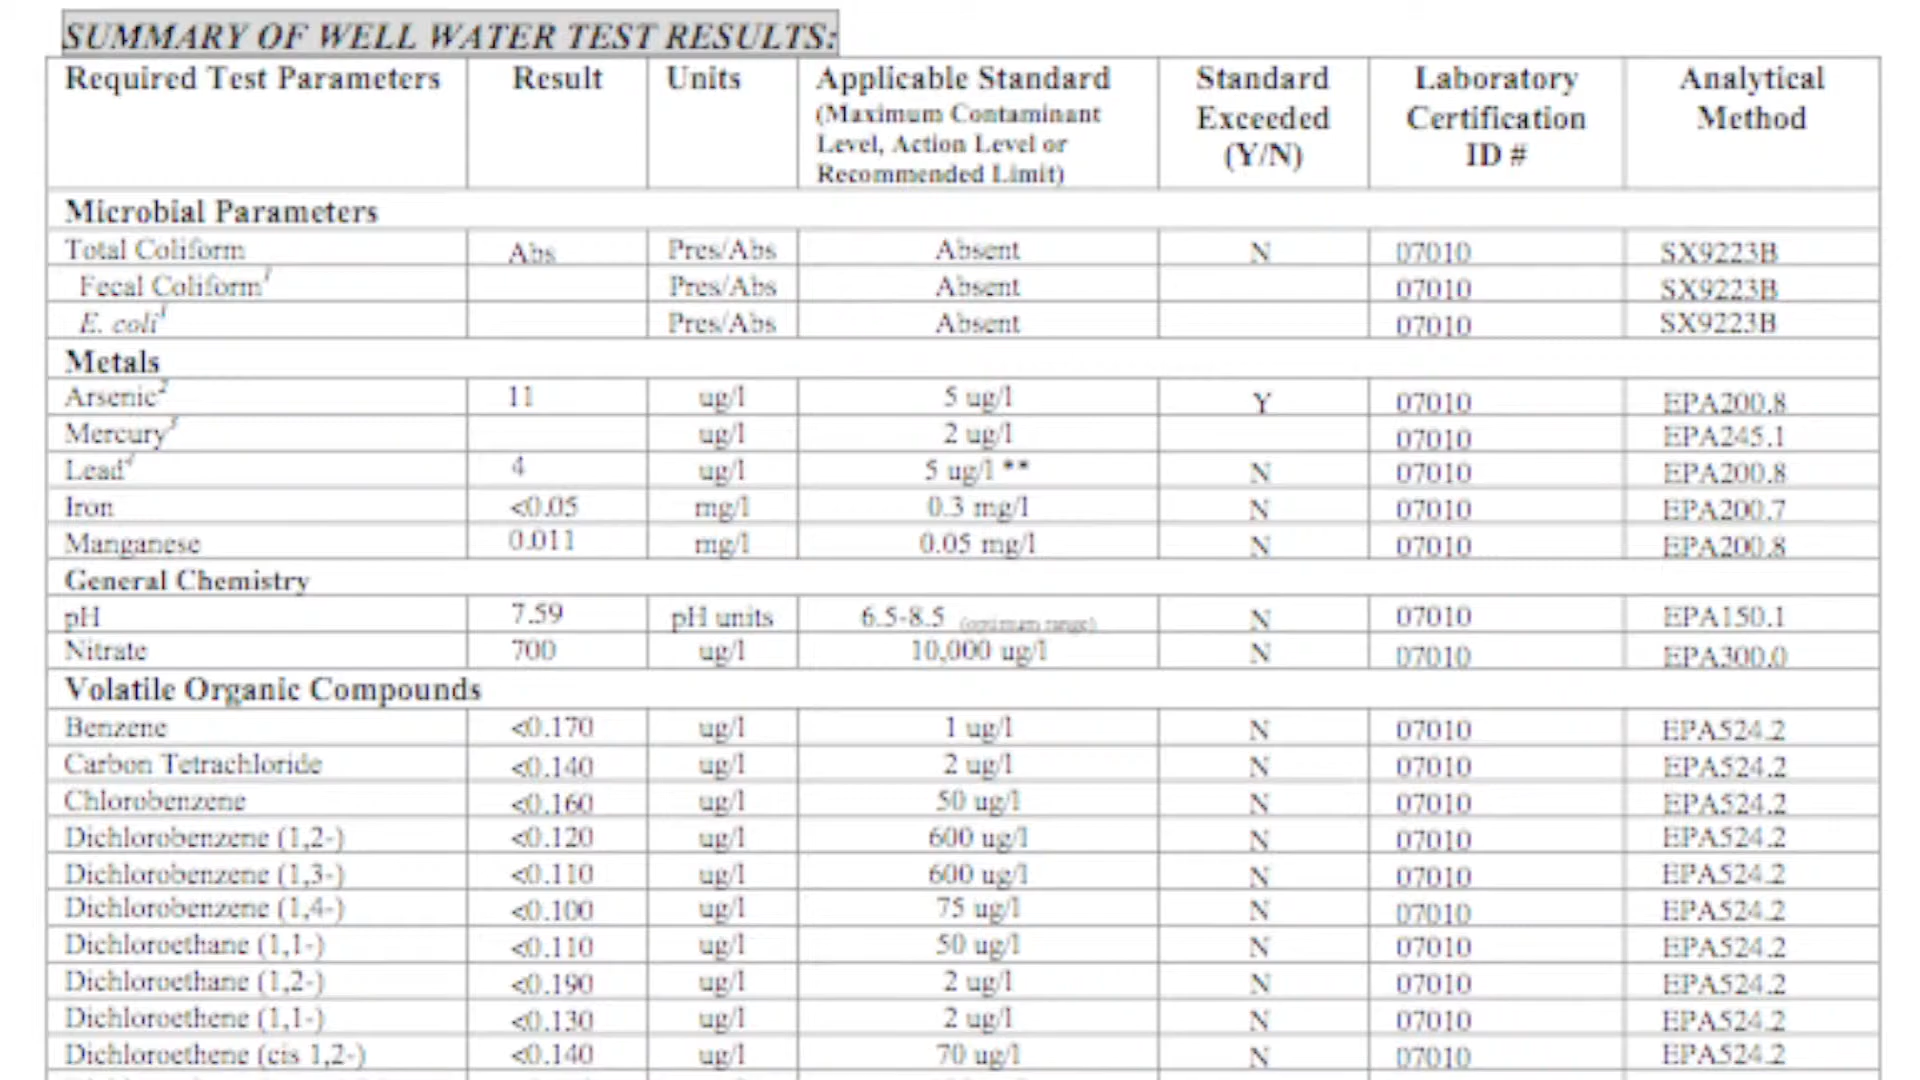 SUMMARY OF WELL WATER TEST RESULTS:
Required Test Parameters Result Units Applicable Standard (Maximum Contaminant Level, Action Level or Recommended Limit) Standard Exceeded (Y/N) Laboratory Certification ID # Analytical Method
Microbial Parameters
Total Coliform Abs Pres/Abs Absent N 07010 SX9223B
Fecal Coliform¹ Pres/Abs Absent 07010 SX9223B
E. coli¹ Pres/Abs Absent 07010 SX9223B
Metals
Arsenic² 11 ug/l 5 ug/l Y 07010 EPA200.8
Mercury³ ug/l 2 ug/l 07010 EPA245.1
Lead⁴ 4 ug/l 5 ug/l ** N 07010 EPA200.8
Iron <0.05 mg/l 0.3 mg/l N 07010 EPA200.7
Manganese 0.011 mg/l 0.05 mg/l N 07010 EPA200.8
General Chemistry
pH 7.59 pH units 6.5-8.5 (optimum range) N 07010 EPA150.1
Nitrate 700 ug/l 10,000 ug/l N 07010 EPA300.0
Volatile Organic Compounds
Benzene <0.170 ug/l 1 ug/l N 07010 EPA524.2
Carbon Tetrachloride <0.140 ug/l 2 ug/l N 07010 EPA524.2
Chlorobenzene <0.160 ug/l 50 ug/l N 07010 EPA524.2
Dichlorobenzene (1,2-) <0.120 ug/l 600 ug/l N 07010 EPA524.2
Dichlorobenzene (1,3-) <0.110 ug/l 600 ug/l N 07010 EPA524.2
Dichlorobenzene (1,4-) <0.100 ug/l 75 ug/l N 07010 EPA524.2
Dichloroethane (1,1-) <0.110 ug/l 50 ug/l N 07010 EPA524.2
Dichloroethane (1,2-) <0.190 ug/l 2 ug/l N 07010 EPA524.2
Dichloroethene (1,1-) <0.130 ug/l 2 ug/l N 07010 EPA524.2
Dichloroethene (cis 1,2-) <0.140 ug/l 70 ug/l N 07010 EPA524.2